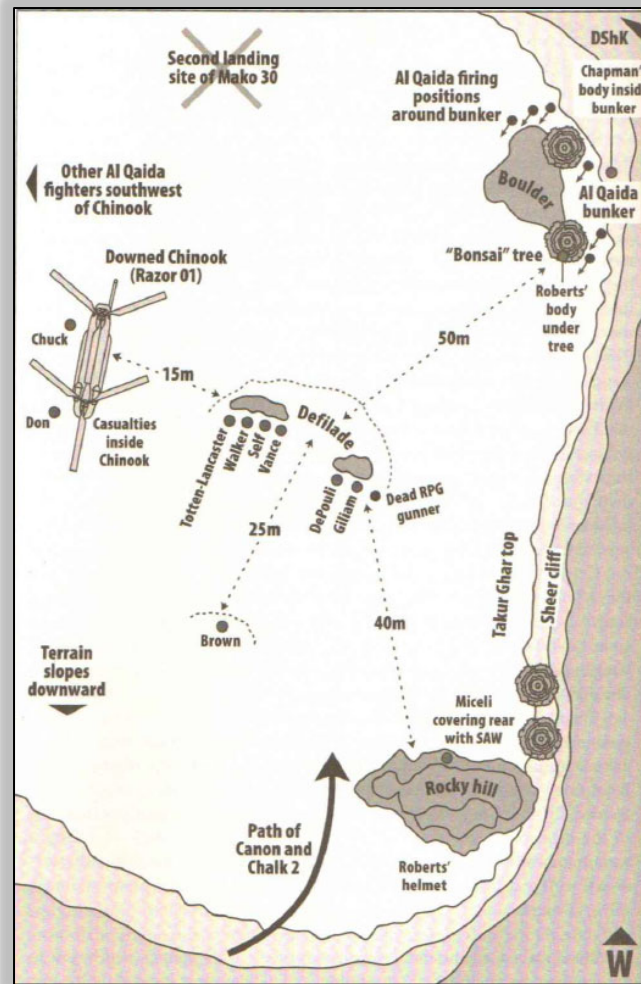 DShK
Second landing
site of Mako 30
Al Qaida firing
positions
around bunker
Chapman'
body inside
bunker
Other Al Qaida
fighters southwest
of Chinook
Boulder
Al Qaida
bunker
Downed Chinook
(Razor 01)
"Bonsai" tree
Roberts'
body
under
tree
Chuck
50m
15m
Don
Casualties
inside
Chinook
Defilade
Totten-Lancaster
Walker
Self
Vance
DePouli
Giliam
Dead RPG
gunner
25m
Takur Ghar top
Sheer cliff
40m
Brown
Terrain
slopes
downward
Miceli
covering rear
with SAW
Rocky hill
Path of
Canon and
Chalk 2
Roberts'
helmet
W